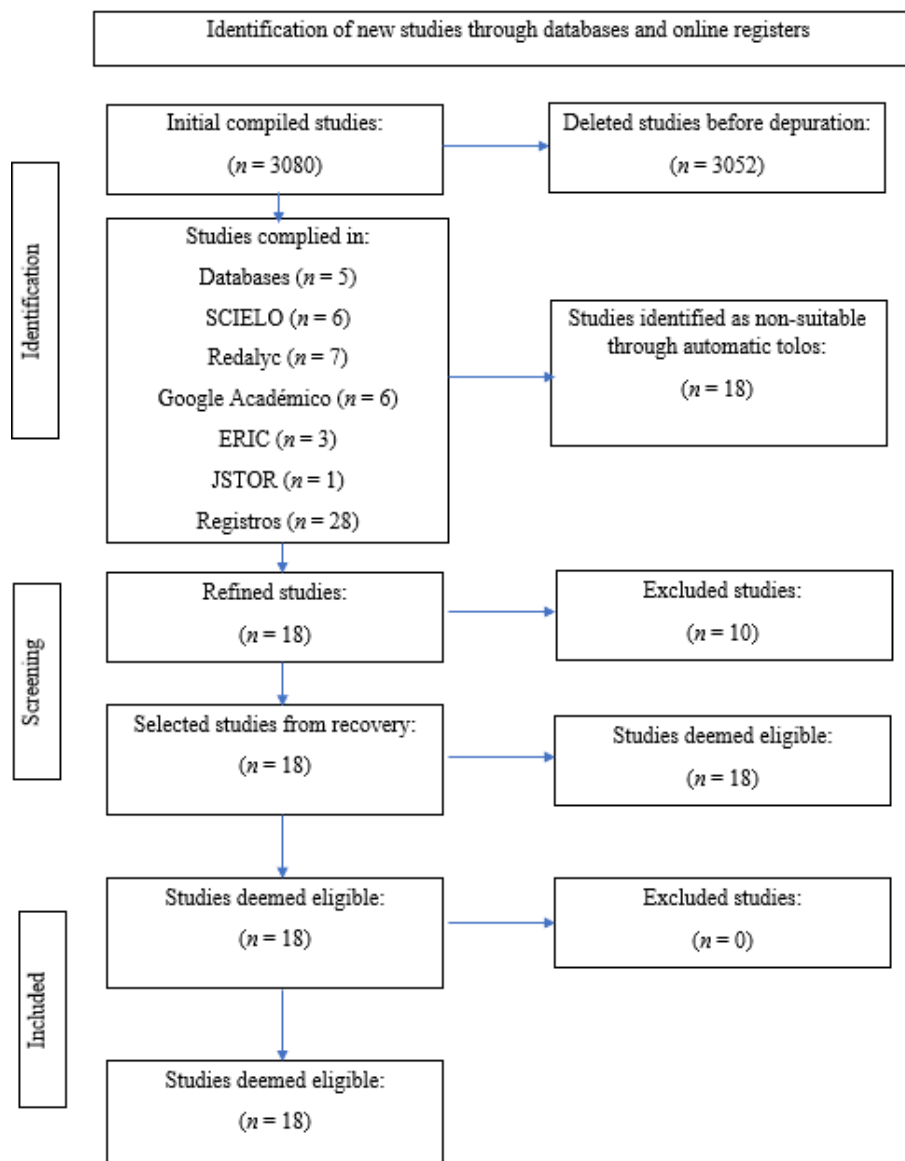 Identification of new studies through databases and online registers
Identification
Initial compiled studies:
(n = 3080)
Deleted studies before depuration:
(n = 3052)
Studies complied in:
Databases (n = 5)
SCIELO (n = 6)
Redalyc (n = 7)
Google Académico (n = 6)
ERIC (n = 3)
JSTOR (n = 1)
Registros (n = 28)
Studies identified as non-suitable
through automatic tolos:
(n = 18)
Screening
Refined studies:
(n = 18)
Excluded studies:
(n = 10)
Selected studies from recovery:
(n = 18)
Studies deemed eligible:
(n = 18)
Included
Studies deemed eligible:
(n = 18)
Excluded studies:
(n = 0)
Studies deemed eligible:
(n = 18)